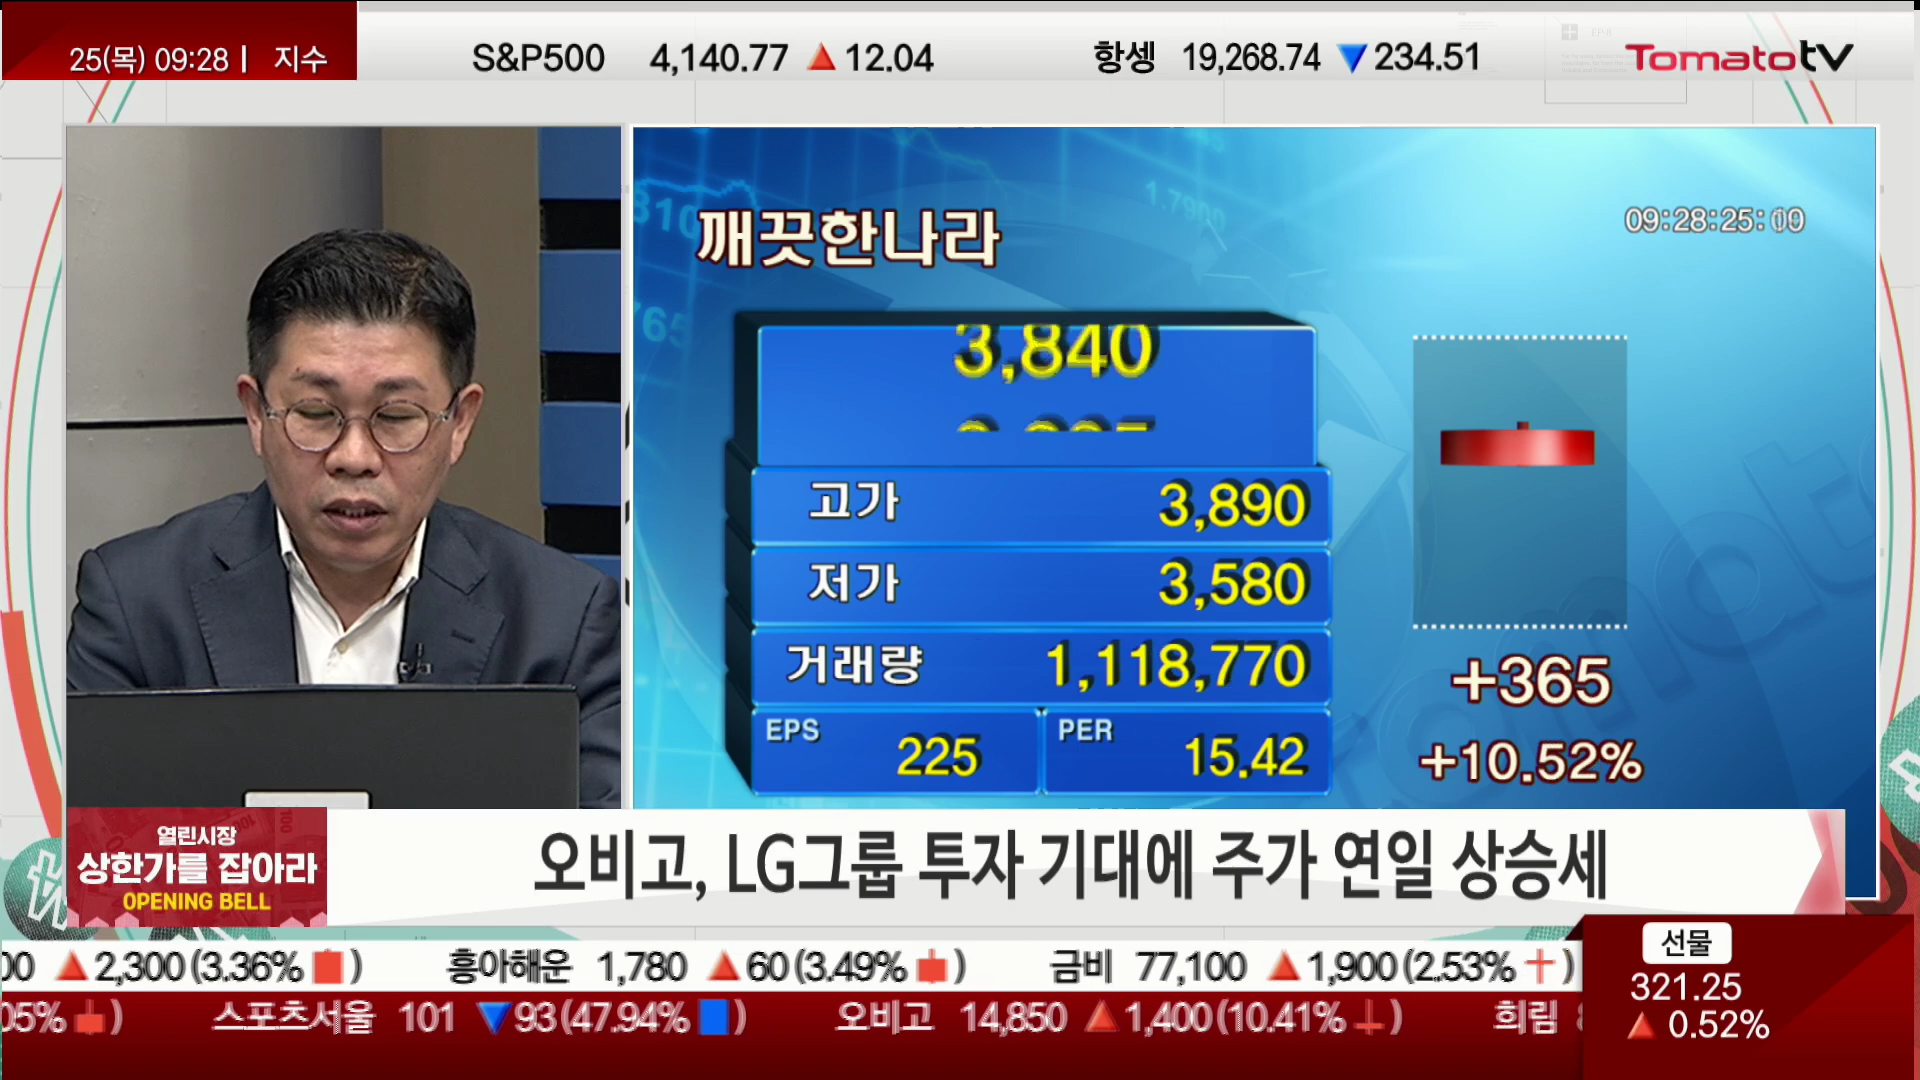 25(목) 09:28 | 지수
S&P500 4,140.77 ▲ 12.04
항셍 19,268.74 ▼ 234.51
Tomatotv
깨끗한나라
09:28:25:
3,840
고가 3,890
저가 3,580
거래량 1,118,770
EPS 225
PER 15.42
+365
+10.52%
열린시장
상한가를 잡아라
OPENING BELL
오비고, LG그룹 투자 기대에 주가 연일 상승세
▲ 2,300 (3.36% ) 흥아해운 1,780 ▲ 60 (3.49% ) 금비 77,100 ▲ 1,900 (2.53% )
05% ) 스포츠서울 101 ▼ 93 (47.94% ) 오비고 14,850 ▲ 1,400 (10.41% ) 희림
선물
321.25
▲ 0.52%